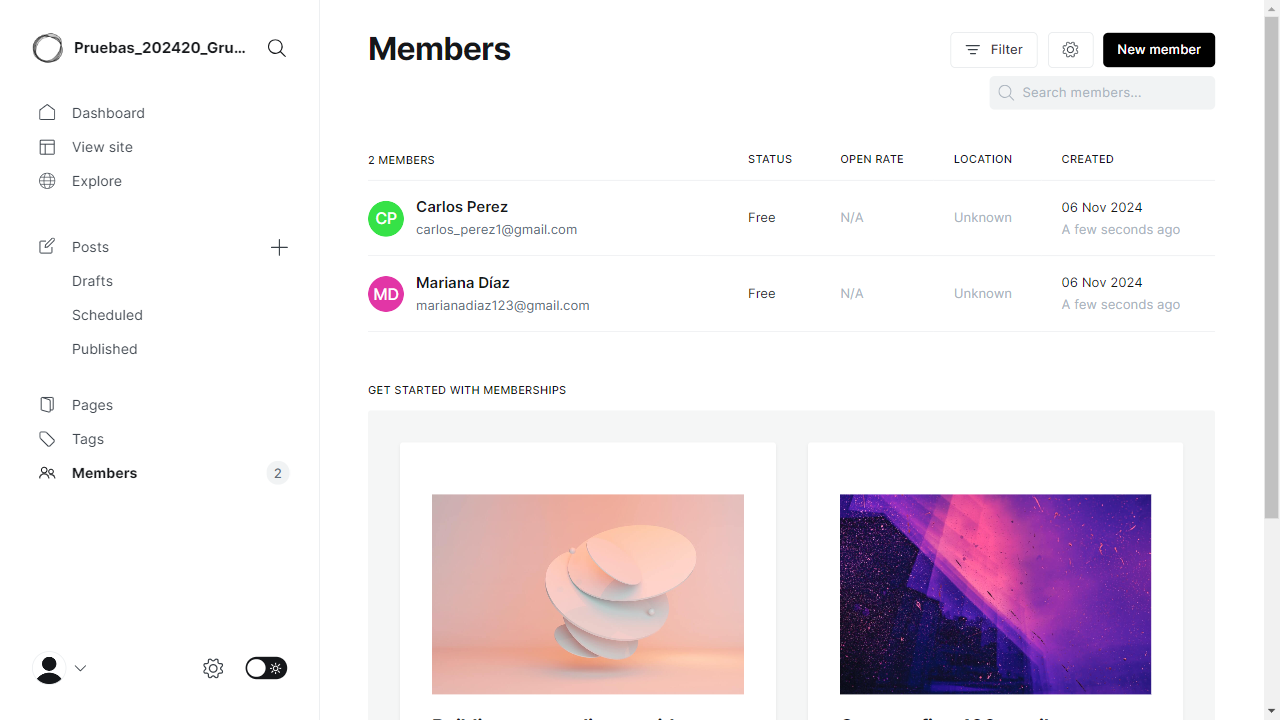 Pruebas_202420_Gru...
Dashboard
View site
Explore
Posts
Drafts
Scheduled
Published
Pages
Tags
Members 2
Members
Filter
New member
Search members...
2 MEMBERS STATUS OPEN RATE LOCATION CREATED
CP Carlos Perez
carlos_perez1@gmail.com
Free N/A Unknown
06 Nov 2024
A few seconds ago
MD Mariana Díaz
marianadiaz123@gmail.com
Free N/A Unknown
06 Nov 2024
A few seconds ago
GET STARTED WITH MEMBERSHIPS